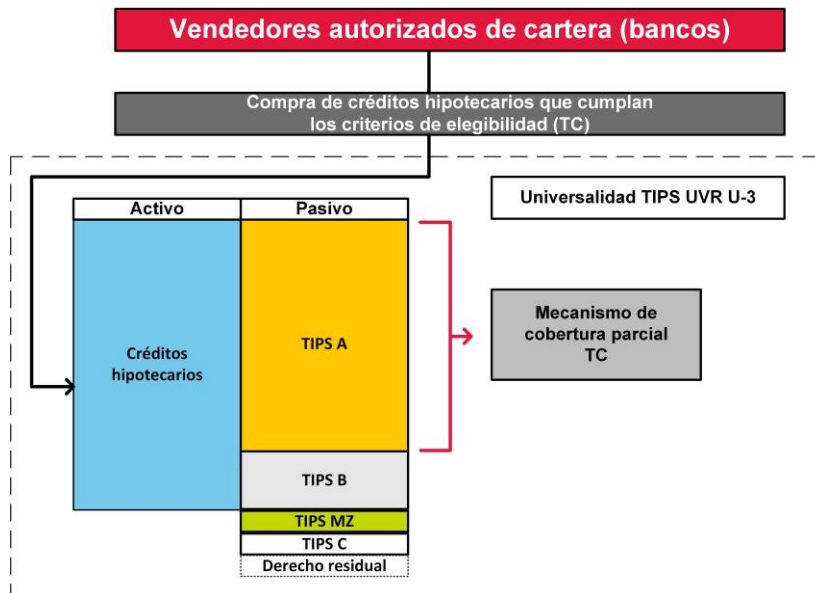 Vendedores autorizados de cartera (bancos)
Compra de créditos hipotecarios que cumplan
los criterios de elegibilidad (TC)
Universalidad TIPS UVR U-3
Activo
Pasivo
Créditos
hipotecarios
TIPS A
Mecanismo de
cobertura parcial
TC
TIPS B
TIPS MZ
TIPS C
Derecho residual